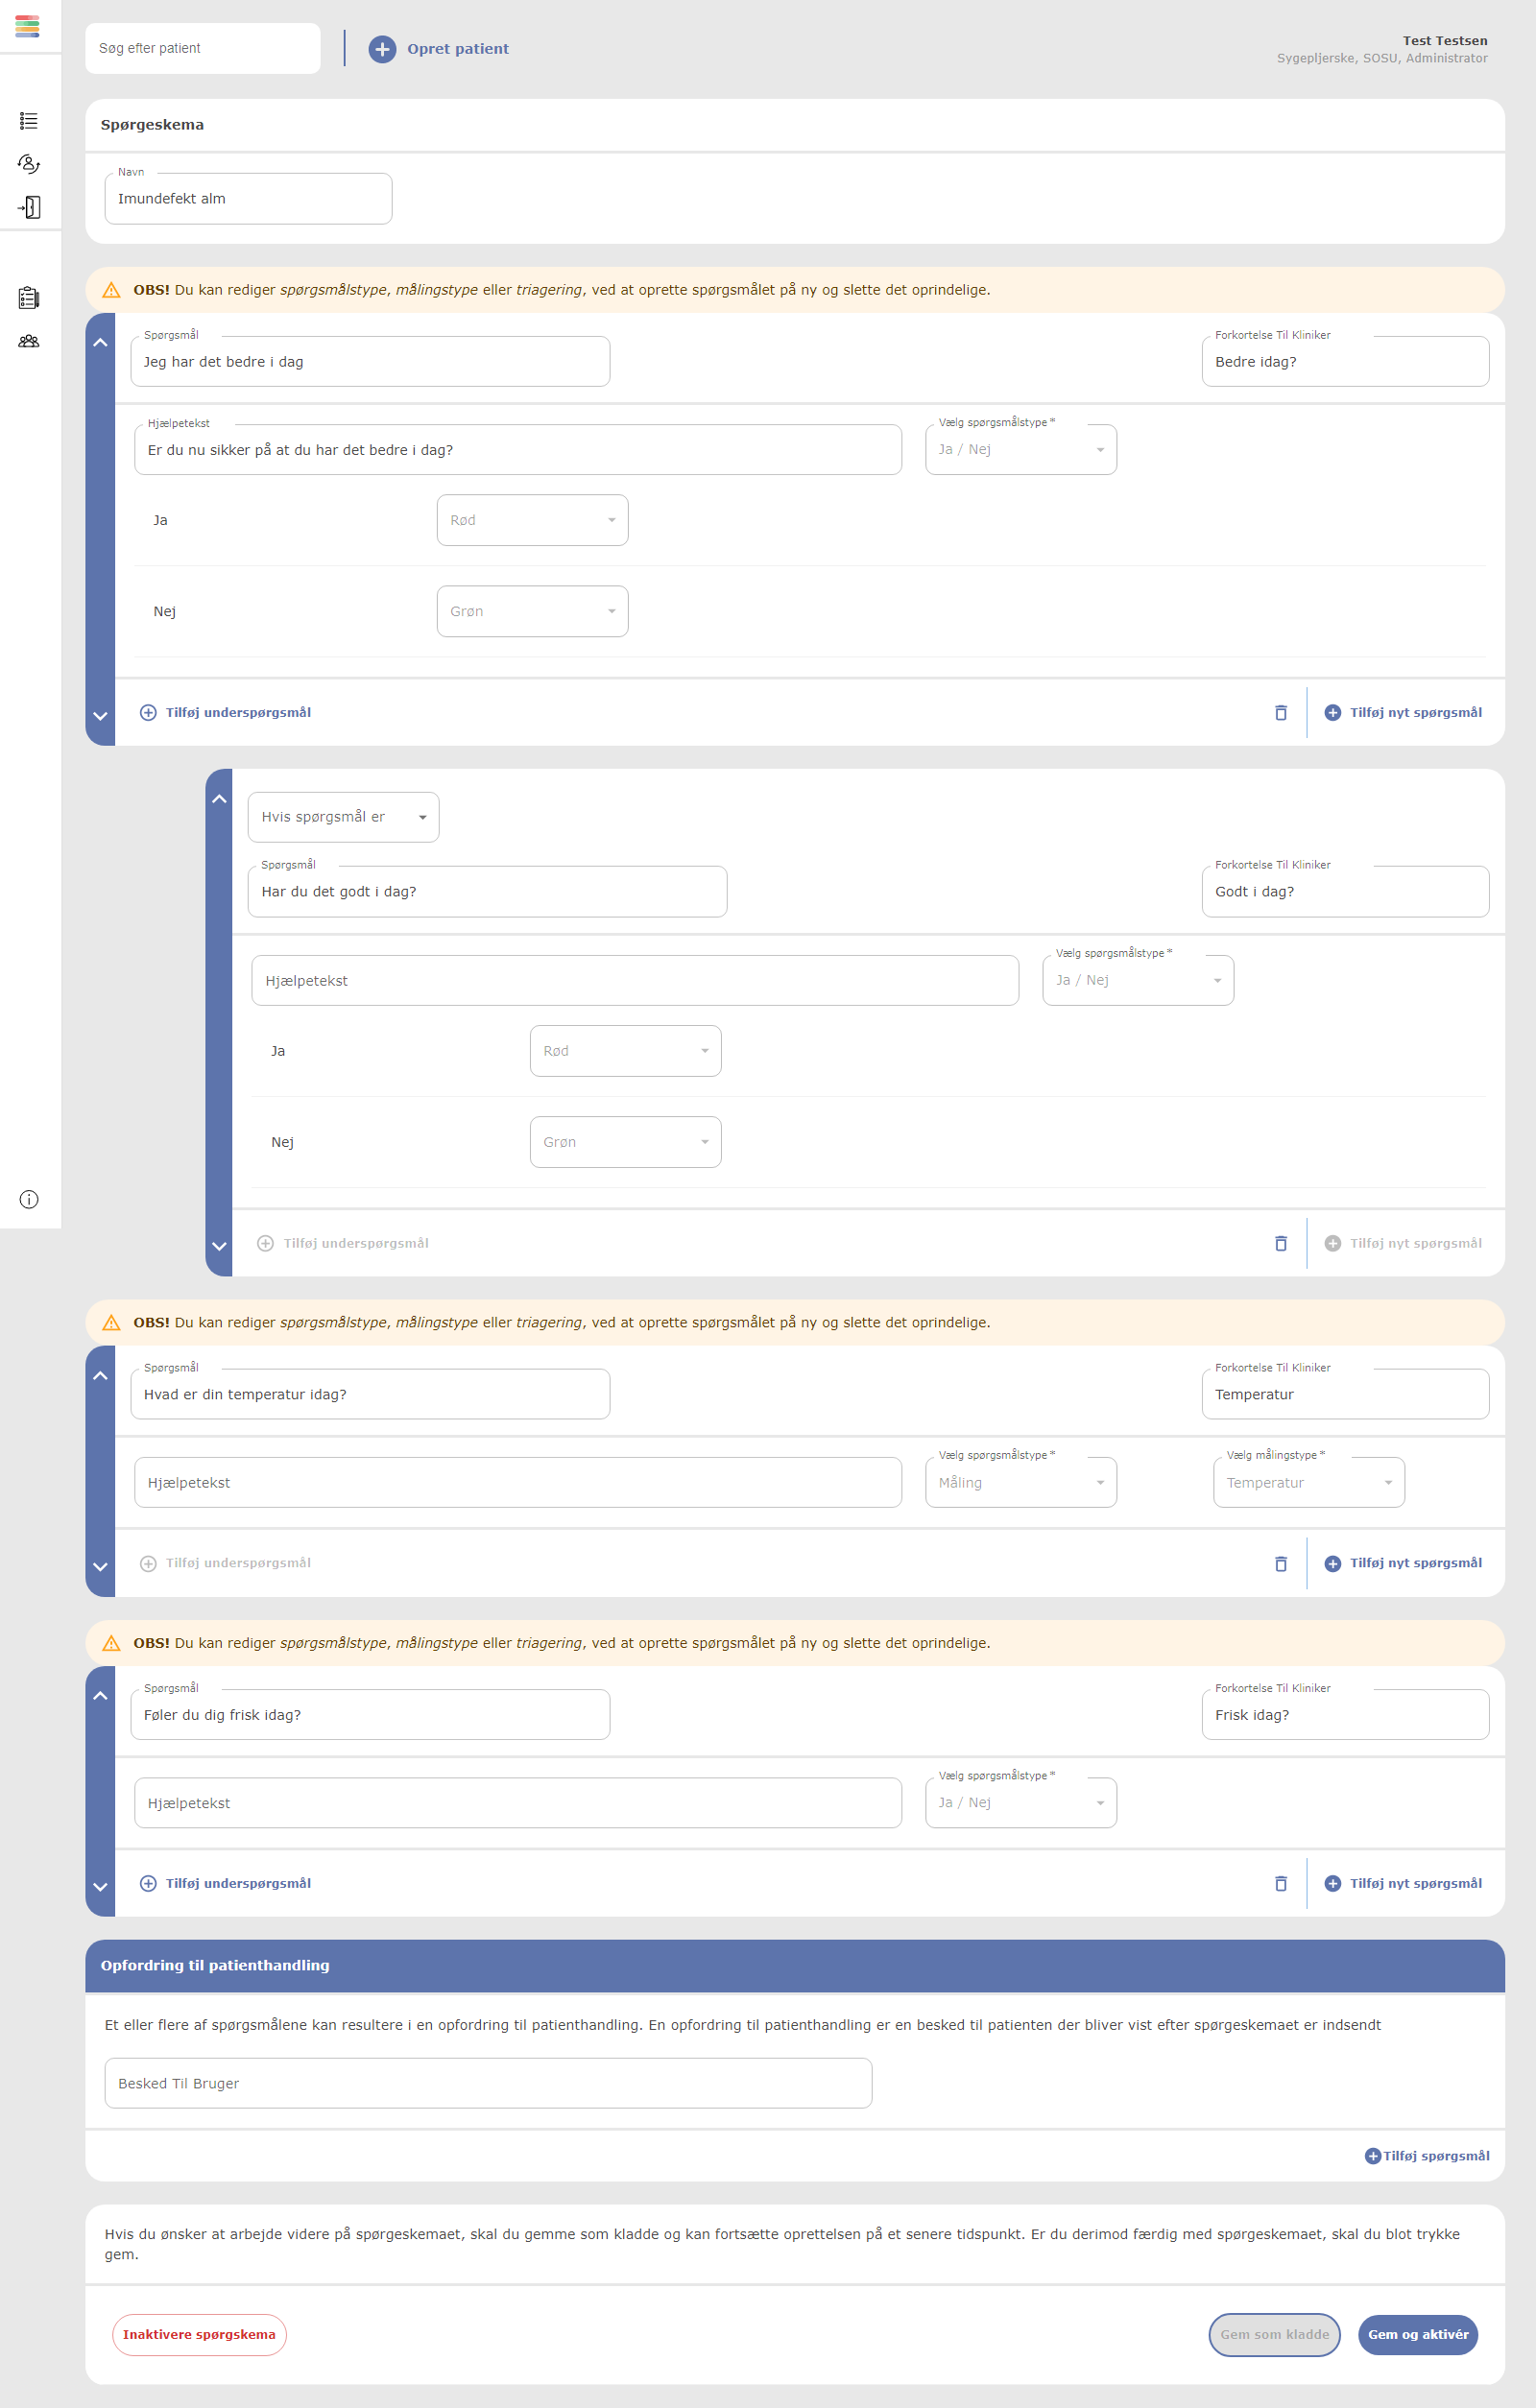 Søg efter patient
Opret patient
Test Testsen
Sygepljerske, SOSU, Administrator
Spørgeskema
Navn
Imundefekt alm
OBS! Du kan rediger spørgsmålstype, målingstype eller triagering, ved at oprette spørgsmålet på ny og slette det oprindelige.
Spørgsmål
Jeg har det bedre i dag
Forkortelse Til Kliniker
Bedre idag?
Hjælpetekst
Er du nu sikker på at du har det bedre i dag?
Vælg spørgsmålstype *
Ja / Nej
Ja
Rød
Nej
Grøn
Tilføj underspørgsmål
Tilføj nyt spørgsmål
Hvis spørgsmål er
Spørgsmål
Har du det godt i dag?
Forkortelse Til Kliniker
Godt i dag?
Hjælpetekst
Vælg spørgsmålstype *
Ja / Nej
Ja
Rød
Nej
Grøn
Tilføj underspørgsmål
Tilføj nyt spørgsmål
OBS! Du kan rediger spørgsmålstype, målingstype eller triagering, ved at oprette spørgsmålet på ny og slette det oprindelige.
Spørgsmål
Hvad er din temperatur idag?
Forkortelse Til Kliniker
Temperatur
Hjælpetekst
Vælg spørgsmålstype *
Måling
Vælg målingstype *
Temperatur
Tilføj underspørgsmål
Tilføj nyt spørgsmål
OBS! Du kan rediger spørgsmålstype, målingstype eller triagering, ved at oprette spørgsmålet på ny og slette det oprindelige.
Spørgsmål
Føler du dig frisk idag?
Forkortelse Til Kliniker
Frisk idag?
Hjælpetekst
Vælg spørgsmålstype *
Ja / Nej
Tilføj underspørgsmål
Tilføj nyt spørgsmål
Opfordring til patienthandling
Et eller flere af spørgsmålene kan resultere i en opfordring til patienthandling. En opfordring til patienthandling er en besked til patienten der bliver vist efter spørgeskemaet er indsendt
Besked Til Bruger
Tilføj spørgsmål
Hvis du ønsker at arbejde videre på spørgeskemaet, skal du gemme som kladde og kan fortsætte oprettelsen på et senere tidspunkt. Er du derimod færdig med spørgeskemaet, skal du blot trykke
gem.
Inaktivere spørgskema
Gem som kladde
Gem og aktivér